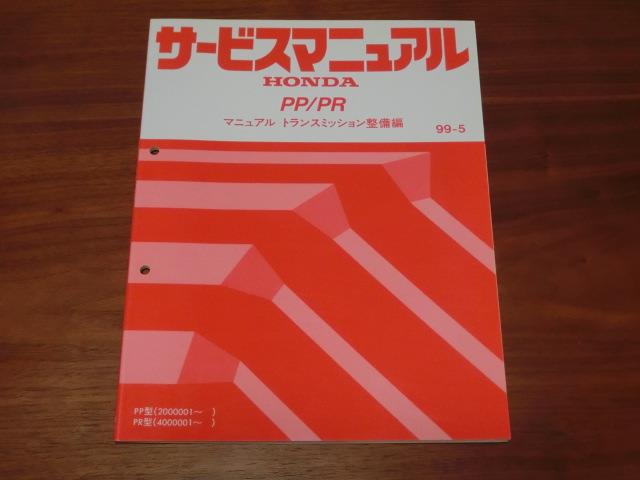 サービスマニュアル
HONDA
PP/PR
マニュアル トランスミッション整備編
99-5
PP型(2000001～　)
PR型(4000001～　)